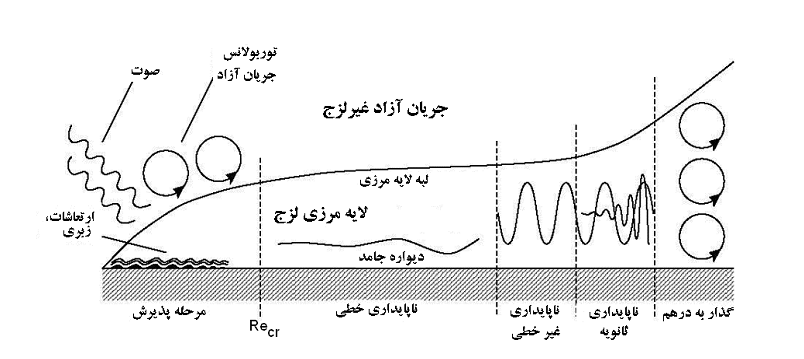 توربولانس
جریان آزاد
صوت
جریان آزاد غیرلزج
لبه لایه مرزی
لایه مرزی لزج
ارتعاشات،
زبری
دیواره جامد
مرحله پذیرش
Re_cr
ناپایداری خطی
ناپایداری
غیر خطی
ناپایداری
ثانویه
گذار به درهم